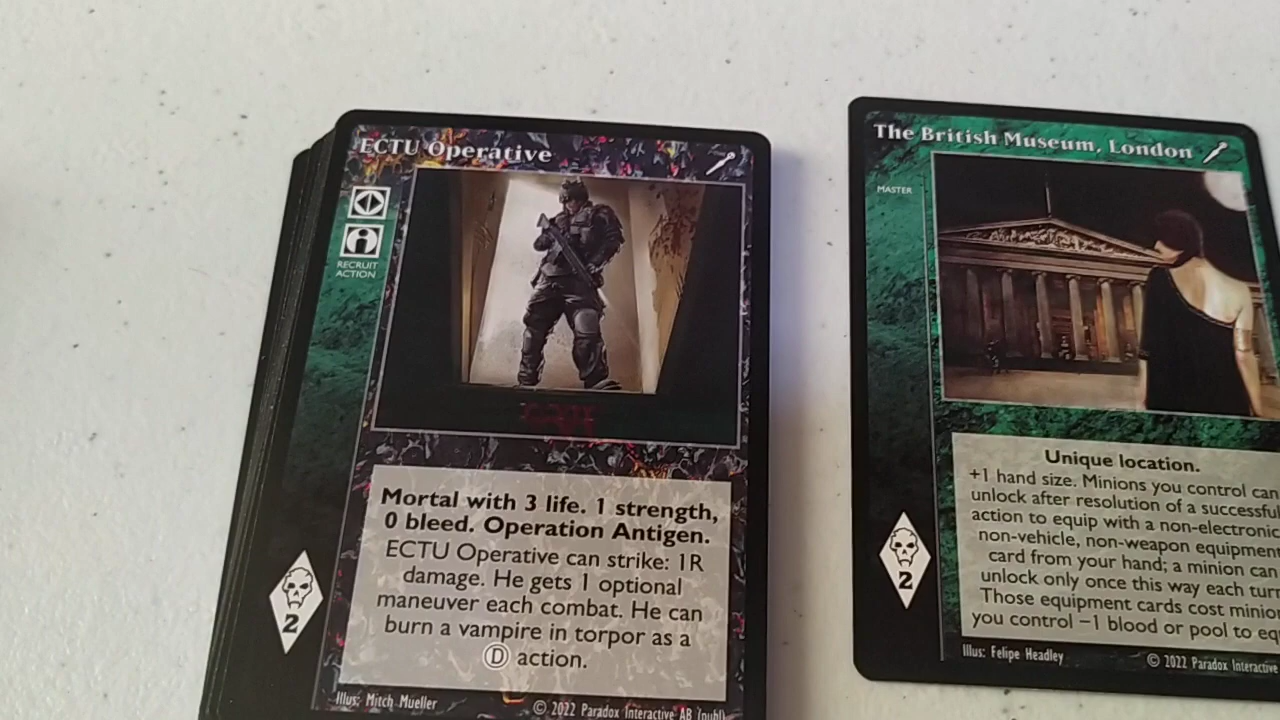 ECTU Operative
RECRUIT
ACTION
Mortal with 3 life. 1 strength,
0 bleed. Operation Antigen.
ECTU Operative can strike: 1R
damage. He gets 1 optional
maneuver each combat. He can
burn a vampire in torpor as a
Ⓓ action.
2
Illus: Mitch Mueller
© 2022 Paradox Interactive AB (publ)
The British Museum, London
MASTER
Unique location.
+1 hand size. Minions you control can
unlock after resolution of a successful
action to equip with a non-electronic
non-vehicle, non-weapon equipment
card from your hand; a minion can
unlock only once this way each turn
Those equipment cards cost minio
you control −1 blood or pool to eq
2
Illus: Felipe Headley
© 2022 Paradox Interactive